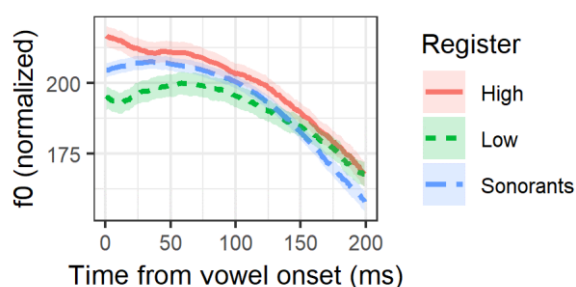 f0 (normalized)
200
175
0 50 100 150 200
Time from vowel onset (ms)
Register
High
Low
Sonorants